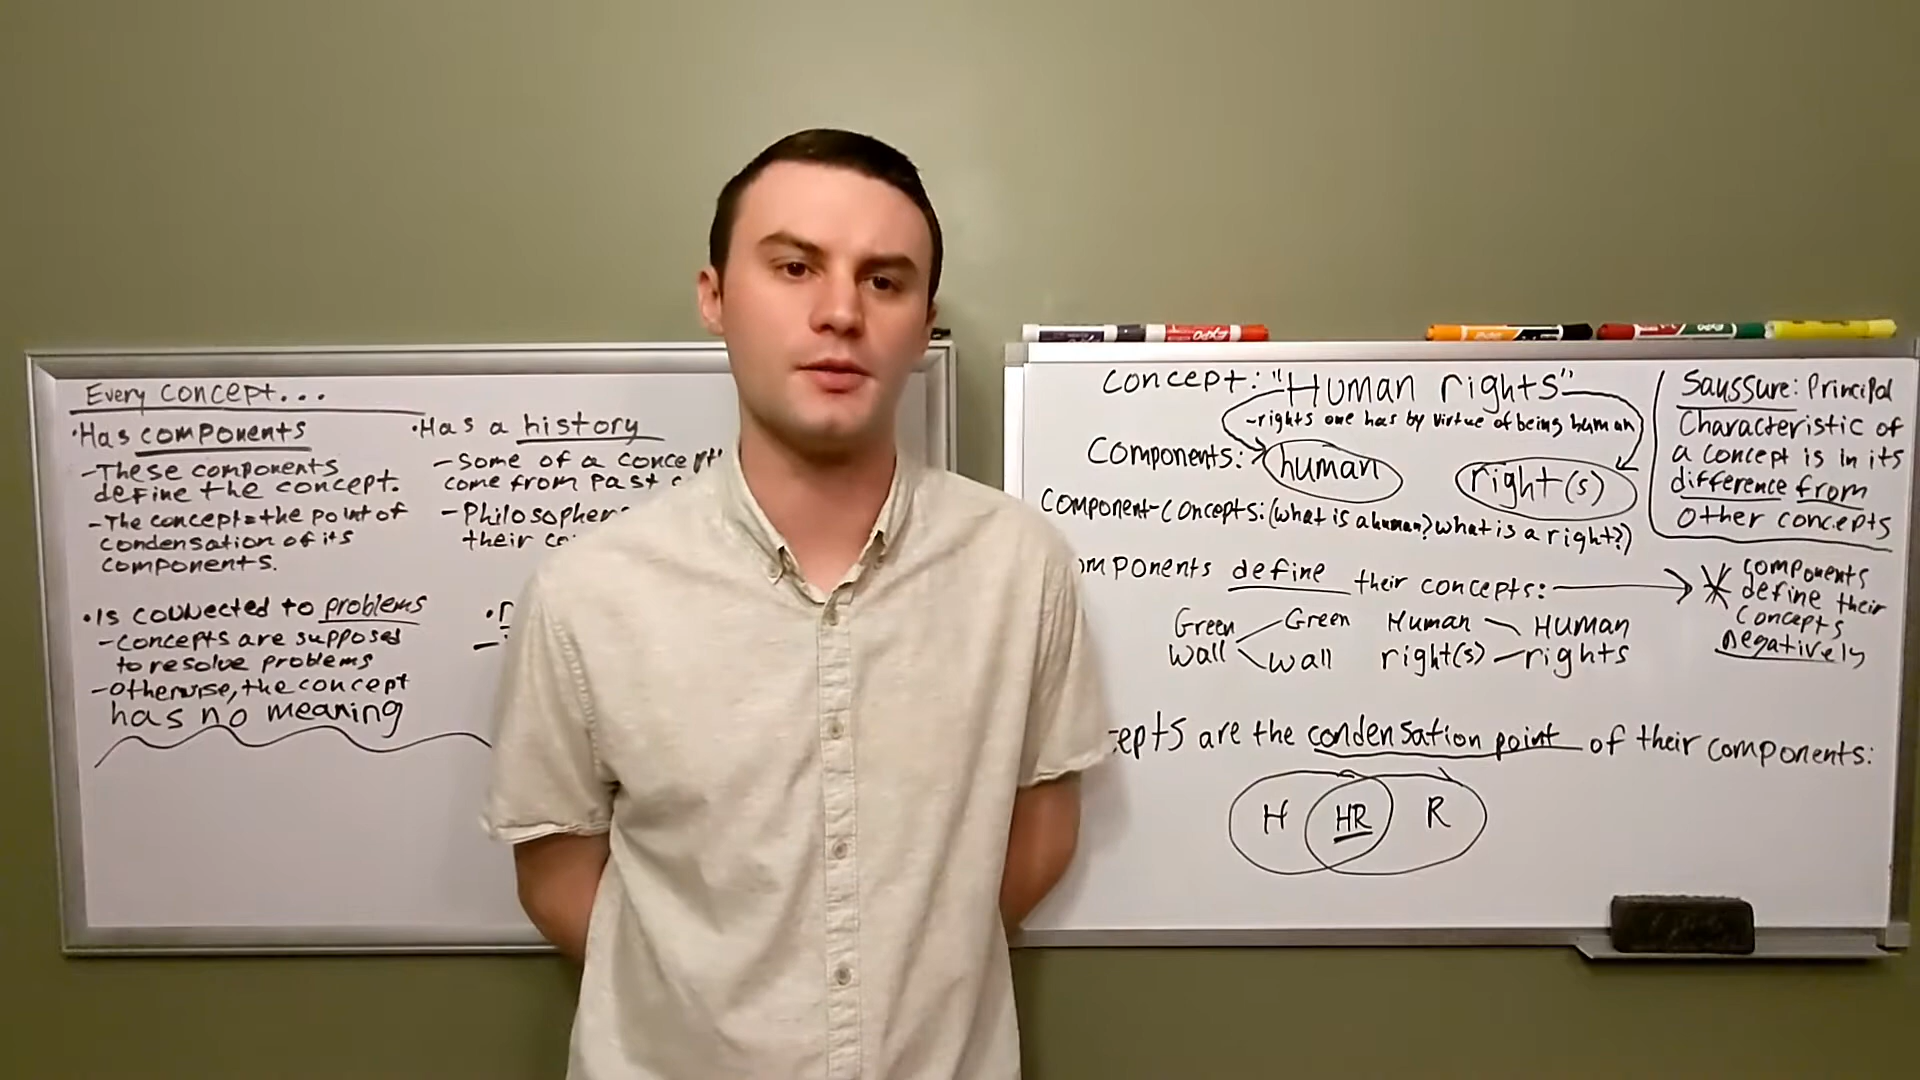 Every concept...
•Has components
-These components
define the concept.
-The concept=the point of
condensation of its
components.
•Is connected to problems
-concepts are supposed
to resolve problems
-Otherwise, the concept
has no meaning
•Has a history
-Some of a concept'
come from past
-Philosophers
their
Concept: "Human rights"
-rights one has by virtue of being human
Components: human right(s)
Component-concepts: (what is a human? what is a right?)
omponents define their concepts:
Green Green Human Human
Wall wall right(s) rights
cepts are the condensation point of their components:
H HR R
Saussure: Principal
Characteristic of
a concept is in its
difference from
other concepts
components
define their
concepts
negatively
EXPO